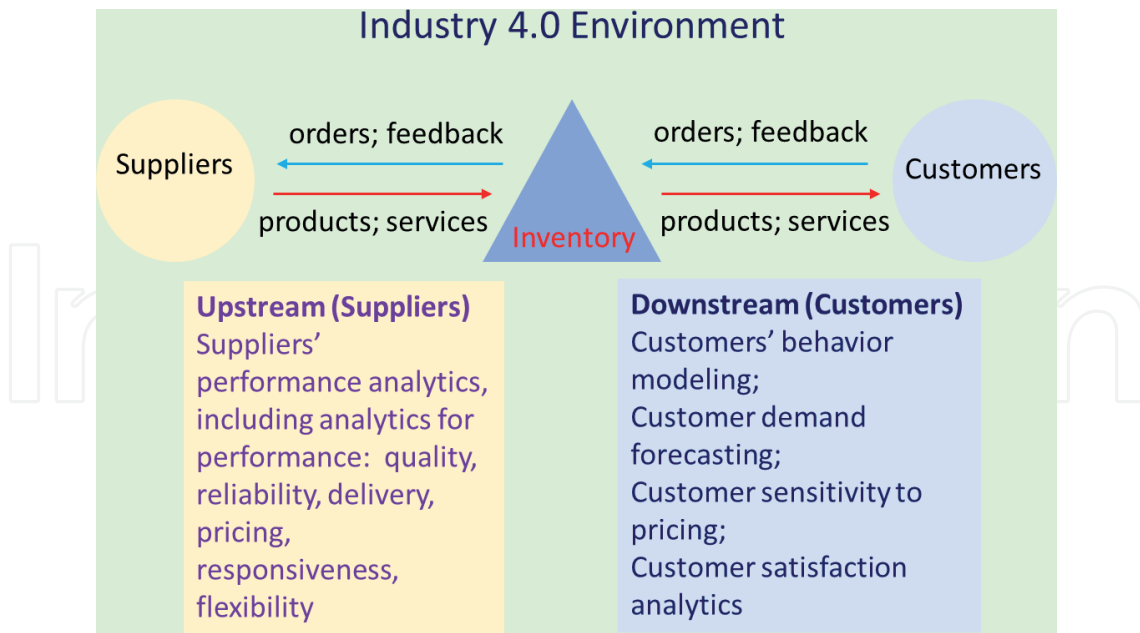 Industry 4.0 Environment
Suppliers
orders; feedback
products; services
Inventory
orders; feedback
products; services
Customers
Upstream (Suppliers)
Suppliers’
performance analytics,
including analytics for
performance:  quality,
reliability, delivery,
pricing,
responsiveness,
flexibility
Downstream (Customers)
Customers’ behavior
modeling;
Customer demand
forecasting;
Customer sensitivity to
pricing;
Customer satisfaction
analytics